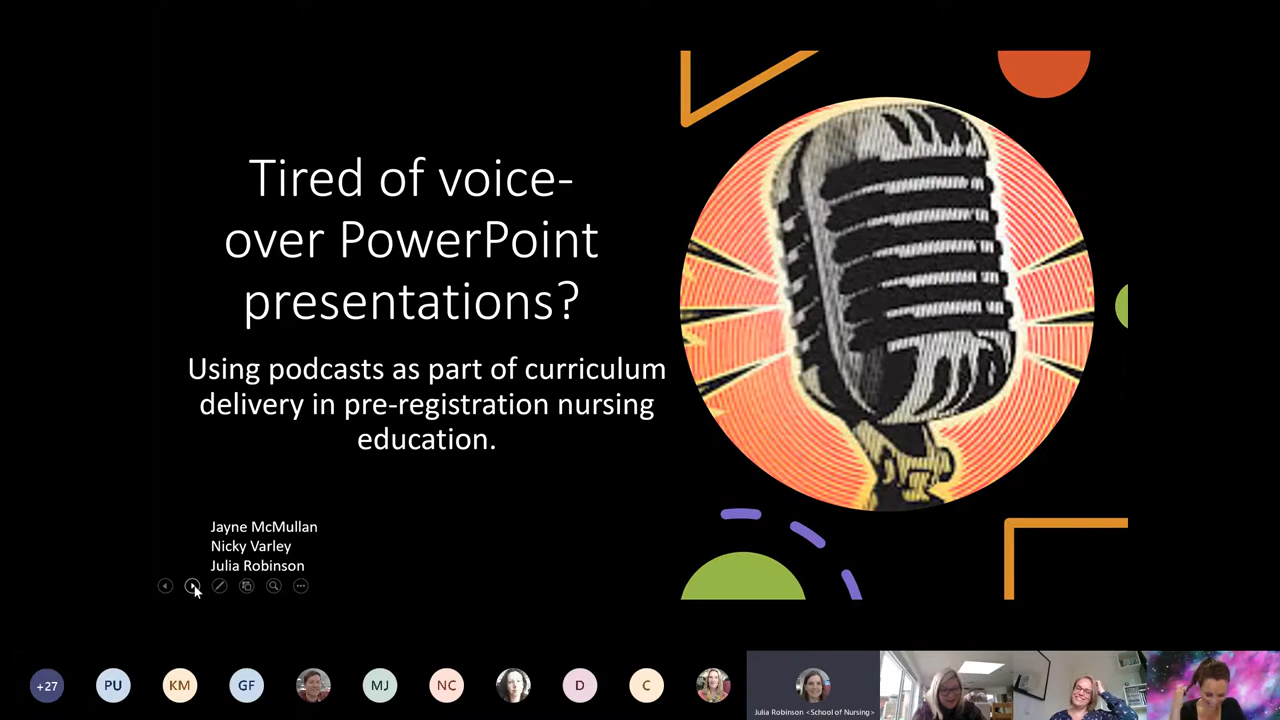 Tired of voice-
over PowerPoint
presentations?
Using podcasts as part of curriculum
delivery in pre-registration nursing
education.
Jayne McMullan
Nicky Varley
Julia Robinson
+27
PU
KM
GF
MJ
NC
D
C
Julia Robinson <School of Nursing>